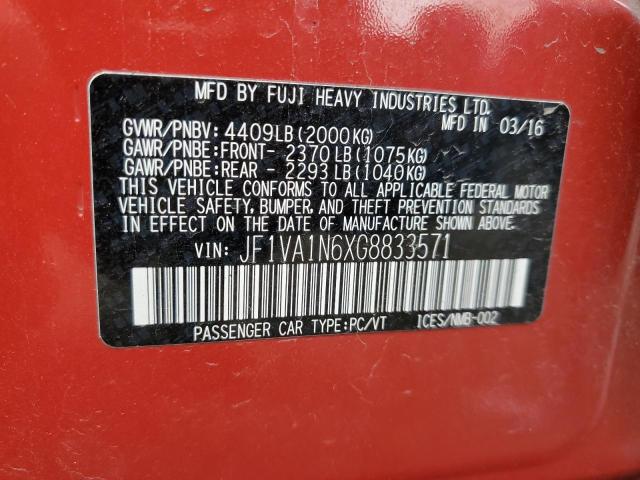 MFD BY FUJI HEAVY INDUSTRIES LTD.
MFD IN 03/16
GVWR/PNBV: 4409LB(2000KG)
GAWR/PNBE:FRONT- 2370LB(1075KG)
GAWR/PNBE:REAR - 2293LB(1040KG)
THIS VEHICLE CONFORMS TO ALL APPLICABLE FEDERAL MOTOR
VEHICLE SAFETY, BUMPER, AND THEFT PREVENTION STANDARDS
IN EFFECT ON THE DATE OF MANUFACTURE SHOWN ABOVE.
VIN: JF1VA1N6XG8833571
PASSENGER CAR TYPE:PC/VT ICES/NMB-002